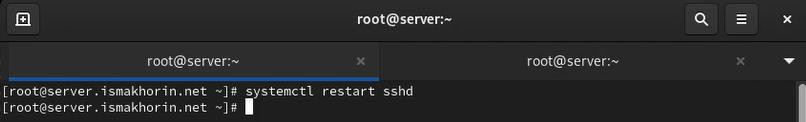 root@server:~
root@server:~ root@server:~
[root@server.ismakhorin.net ~]# systemctl restart sshd
[root@server.ismakhorin.net ~]#